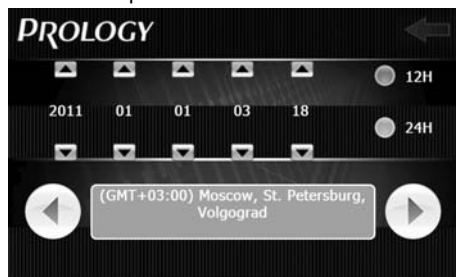 PROLOGY
12H
2011 01 01 03 18
24H
(GMT+03:00) Moscow, St. Petersburg,
Volgograd